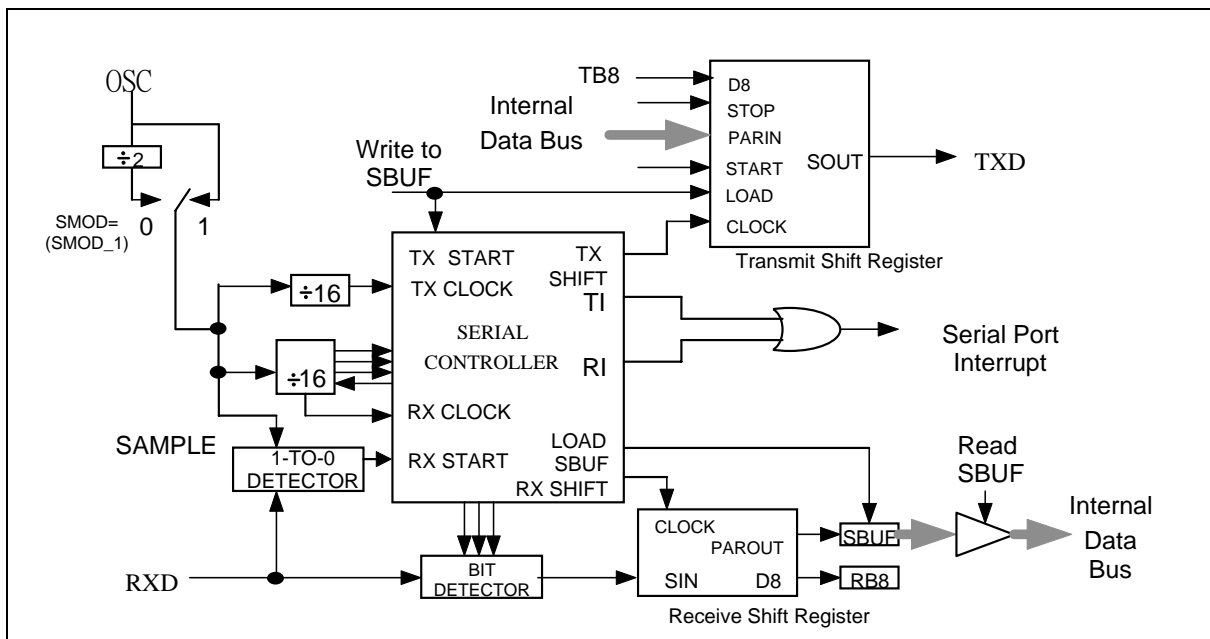 OSC
÷2
SMOD=
(SMOD_1)
0
1
Write to
SBUF
TB8
Internal
Data Bus
D8
STOP
PARIN
START
LOAD
CLOCK
SOUT
TXD
Transmit Shift Register
÷16
÷16
TX START
TX CLOCK
SERIAL
CONTROLLER
RX CLOCK
RX START
TX
SHIFT
TI
RI
LOAD
SBUF
RX SHIFT
Serial Port
Interrupt
SAMPLE
1-TO-0
DETECTOR
RXD
BIT
DETECTOR
CLOCK
PAROUT
SIN
D8
Receive Shift Register
SBUF
RB8
Read
SBUF
Internal
Data
Bus